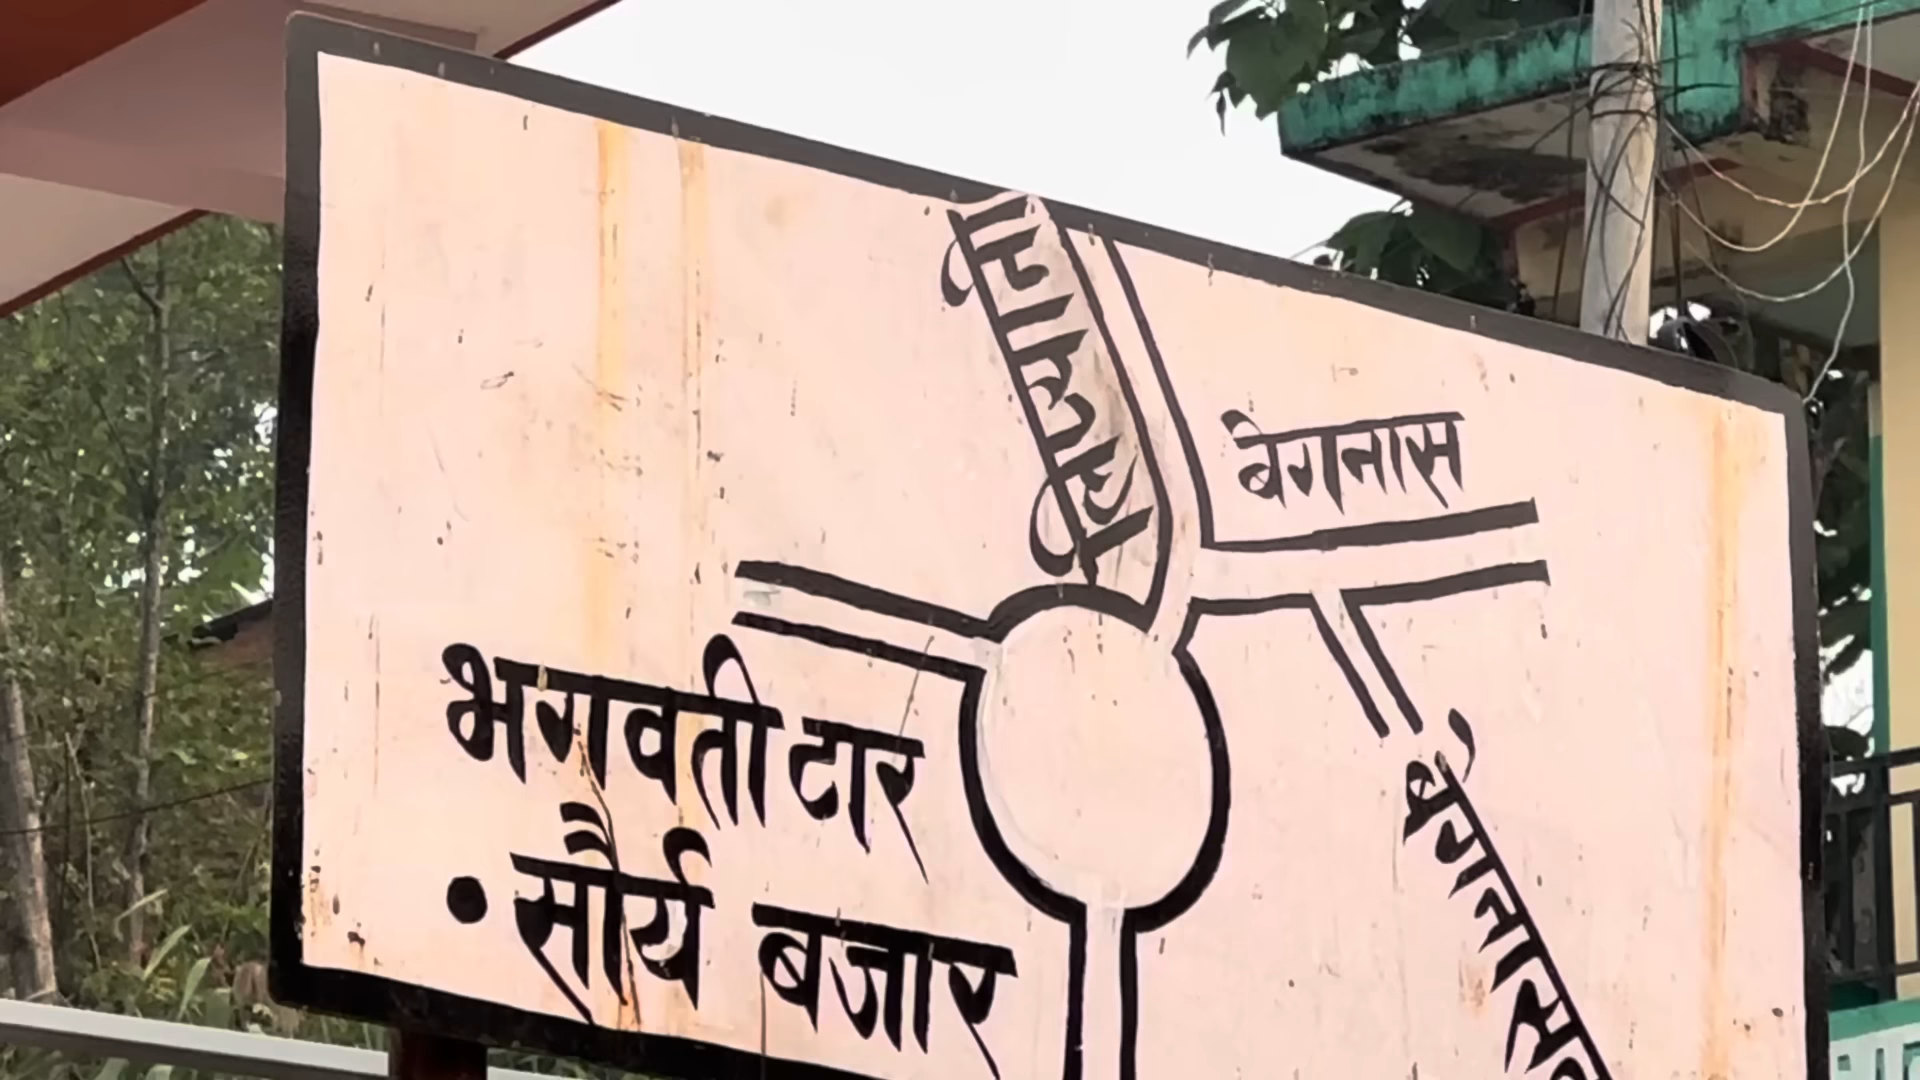 बेगनास
भगवती टार
• सौर्य बजार